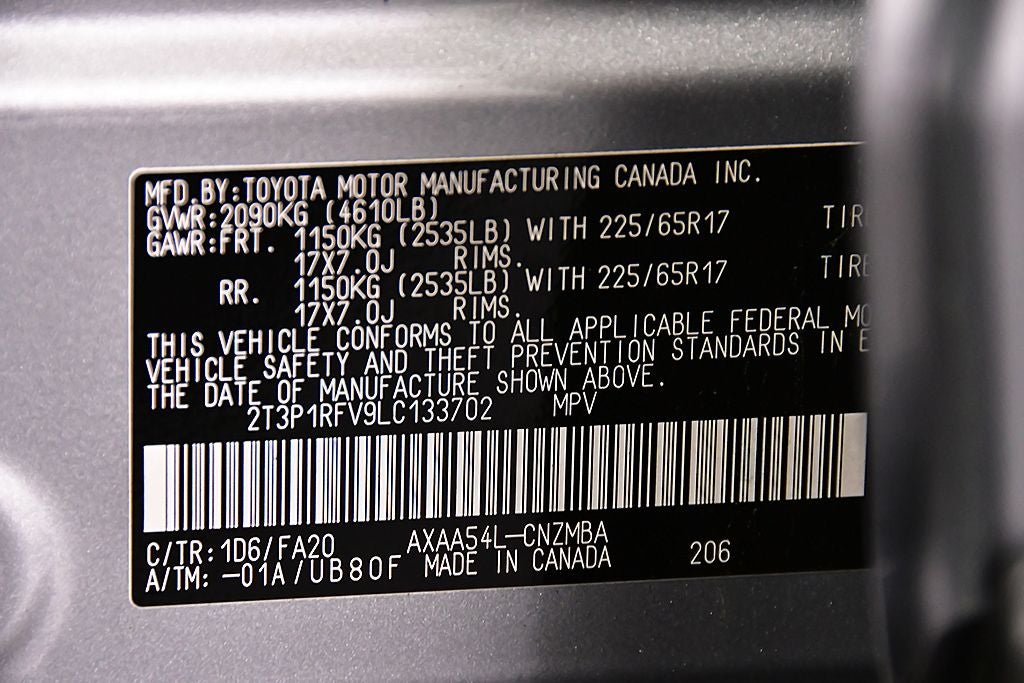 MFD.BY:TOYOTA MOTOR MANUFACTURING CANADA INC.
GVWR:2090KG (4610LB)
GAWR:FRT. 1150KG (2535LB) WITH 225/65R17 TIR
17X7.0J RIMS.
RR. 1150KG (2535LB) WITH 225/65R17 TIRE
17X7.0J RIMS.
THIS VEHICLE CONFORMS TO ALL APPLICABLE FEDERAL MO
VEHICLE SAFETY AND THEFT PREVENTION STANDARDS IN E
THE DATE OF MANUFACTURE SHOWN ABOVE.
2T3P1RFV9LC133702 MPV
C/TR:1D6/FA20 AXAA54L-CNZMBA 206
A/TM: -01A/UB80F MADE IN CANADA